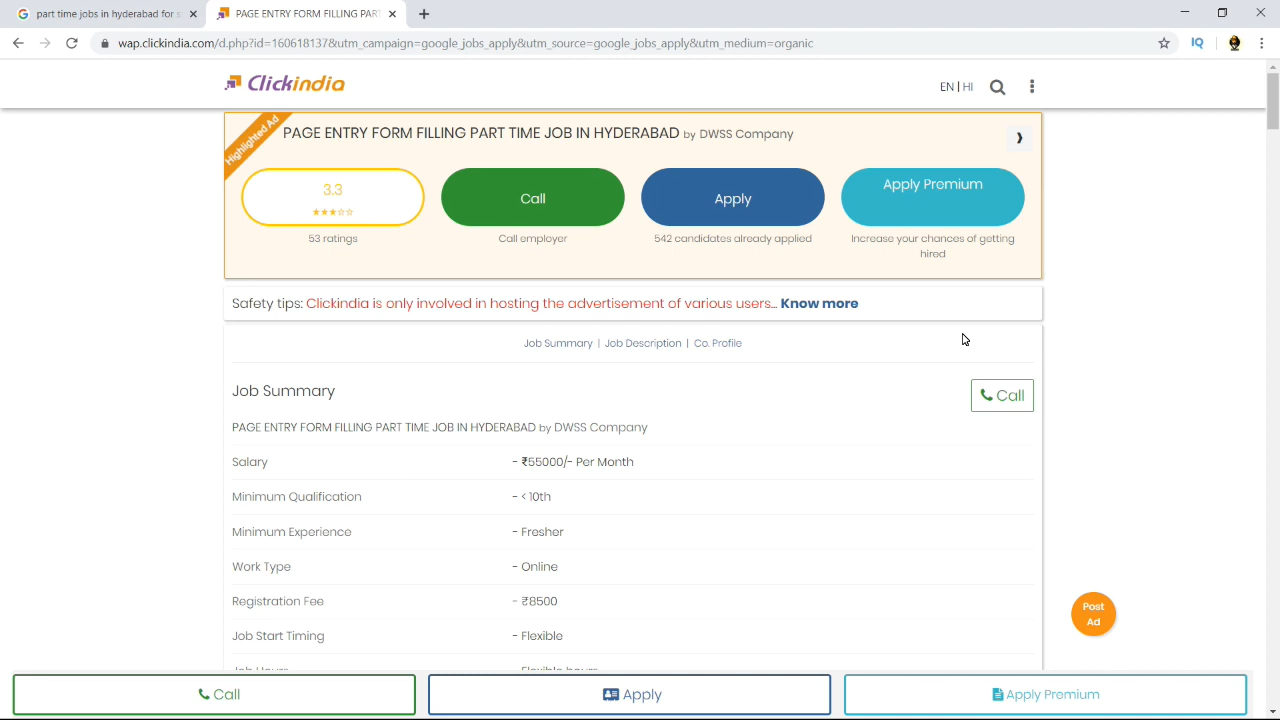 part time jobs in hyderabad for s
PAGE ENTRY FORM FILLING PAR
wap.clickindia.com/d.php?id=160618137&utm_campaign=google_jobs_apply&utm_source=google_jobs_apply&utm_medium=organic
IQ
Clickindia
EN | HI
Highlighted Ad
PAGE ENTRY FORM FILLING PART TIME JOB IN HYDERABAD by DWSS Company
3.3
★★★☆☆
Call
Apply
Apply Premium
53 ratings
Call employer
542 candidates already applied
Increase your chances of getting
hired
Safety tips: Clickindia is only involved in hosting the advertisement of various users... Know more
Job Summary | Job Description | Co. Profile
Job Summary
Call
PAGE ENTRY FORM FILLING PART TIME JOB IN HYDERABAD by DWSS Company
Salary - ₹55000/- Per Month
Minimum Qualification - < 10th
Minimum Experience - Fresher
Work Type - Online
Registration Fee - ₹8500
Job Start Timing - Flexible
Job Hours - Flexible hours
Post
Ad
Call
Apply
Apply Premium